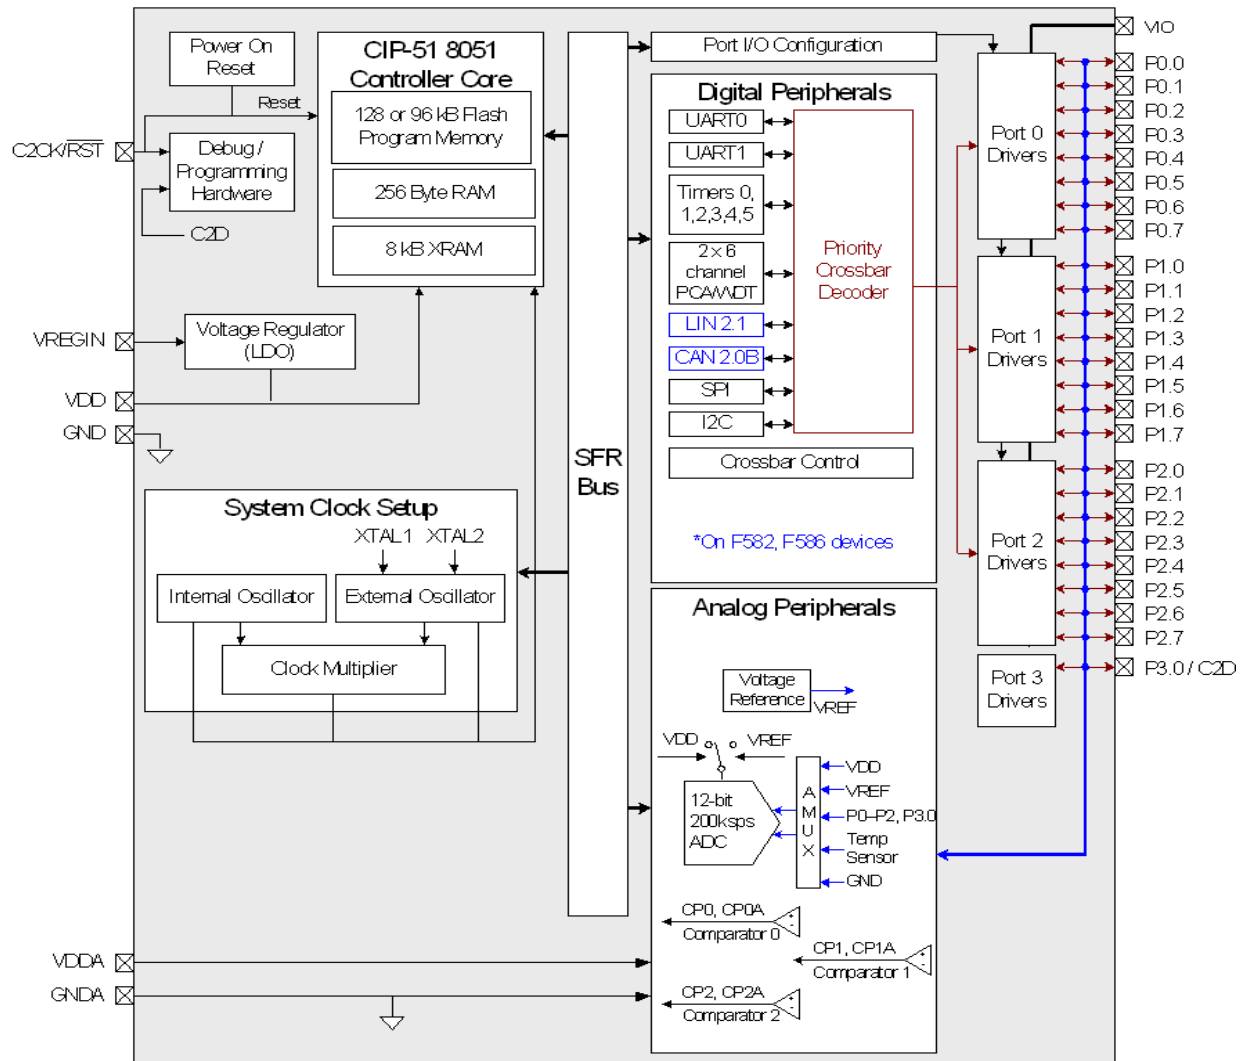 Power On
Reset
Reset
C2CK/RST
Debug /
Programming
Hardware
C2D
CIP-51 8051
Controller Core
128 or 96 kB Flash
Program Memory
256 Byte RAM
8 kB XRAM
VREGIN
Voltage Regulator
(LDO)
VDD
GND
System Clock Setup
XTAL1 XTAL2
Internal Oscillator
External Oscillator
Clock Multiplier
VDDA
GNDA
SFR
Bus
Port I/O Configuration
Digital Peripherals
UART0
UART1
Timers 0,
1,2,3,4,5
2 x 6
channel
PCA/WDT
LIN 2.1
CAN 2.0B
SPI
I2C
Priority
Crossbar
Decoder
Crossbar Control
*On F582, F586 devices
Analog Peripherals
Voltage
Reference
VREF
VDD
VREF
12-bit
200ksps
ADC
A
M
U
X
VDD
VREF
P0–P2, P3.0
Temp
Sensor
GND
CP0, CP0A
Comparator 0
+
-
CP1, CP1A
Comparator 1
+
-
CP2, CP2A
Comparator 2
+
-
Port 0
Drivers
Port 1
Drivers
Port 2
Drivers
Port 3
Drivers
VIO
P0.0
P0.1
P0.2
P0.3
P0.4
P0.5
P0.6
P0.7
P1.0
P1.1
P1.2
P1.3
P1.4
P1.5
P1.6
P1.7
P2.0
P2.1
P2.2
P2.3
P2.4
P2.5
P2.6
P2.7
P3.0 / C2D